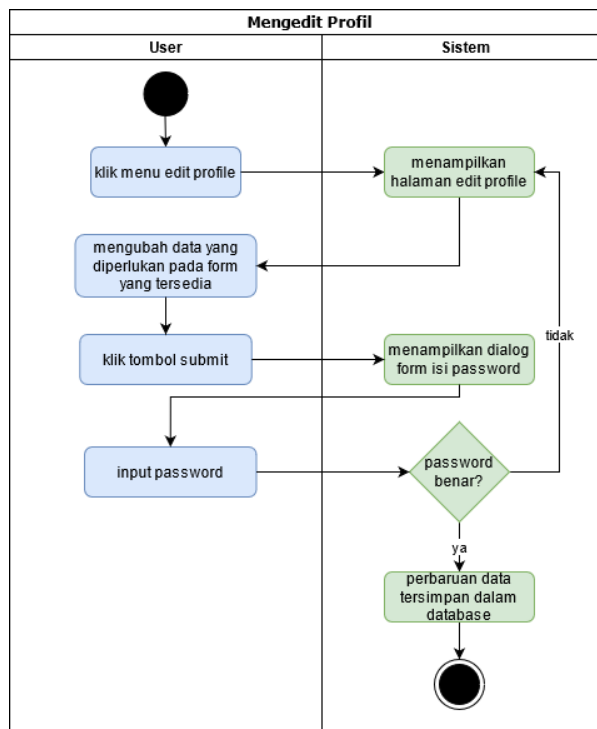 Mengedit Profil
User
Sistem
klik menu edit profile
menampilkan
halaman edit profile
mengubah data yang
diperlukan pada form
yang tersedia
tidak
klik tombol submit
menampilkan dialog
form isi password
input password
password
benar?
ya
perbaruan data
tersimpan dalam
database